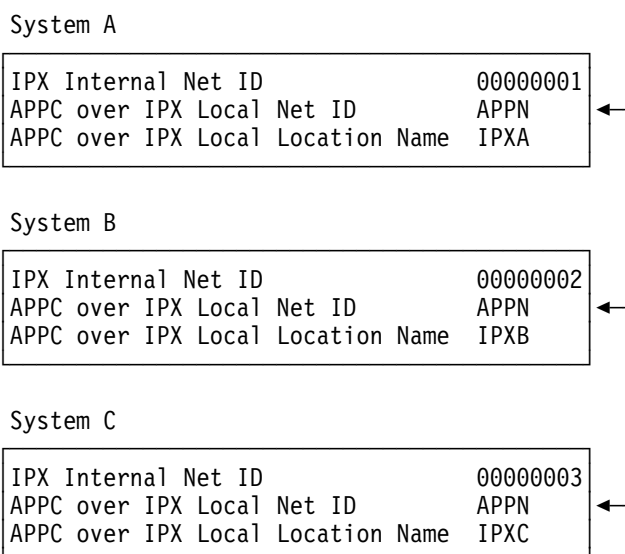 System A
IPX Internal Net ID 00000001
APPC over IPX Local Net ID APPN
APPC over IPX Local Location Name IPXA
System B
IPX Internal Net ID 00000002
APPC over IPX Local Net ID APPN
APPC over IPX Local Location Name IPXB
System C
IPX Internal Net ID 00000003
APPC over IPX Local Net ID APPN
APPC over IPX Local Location Name IPXC